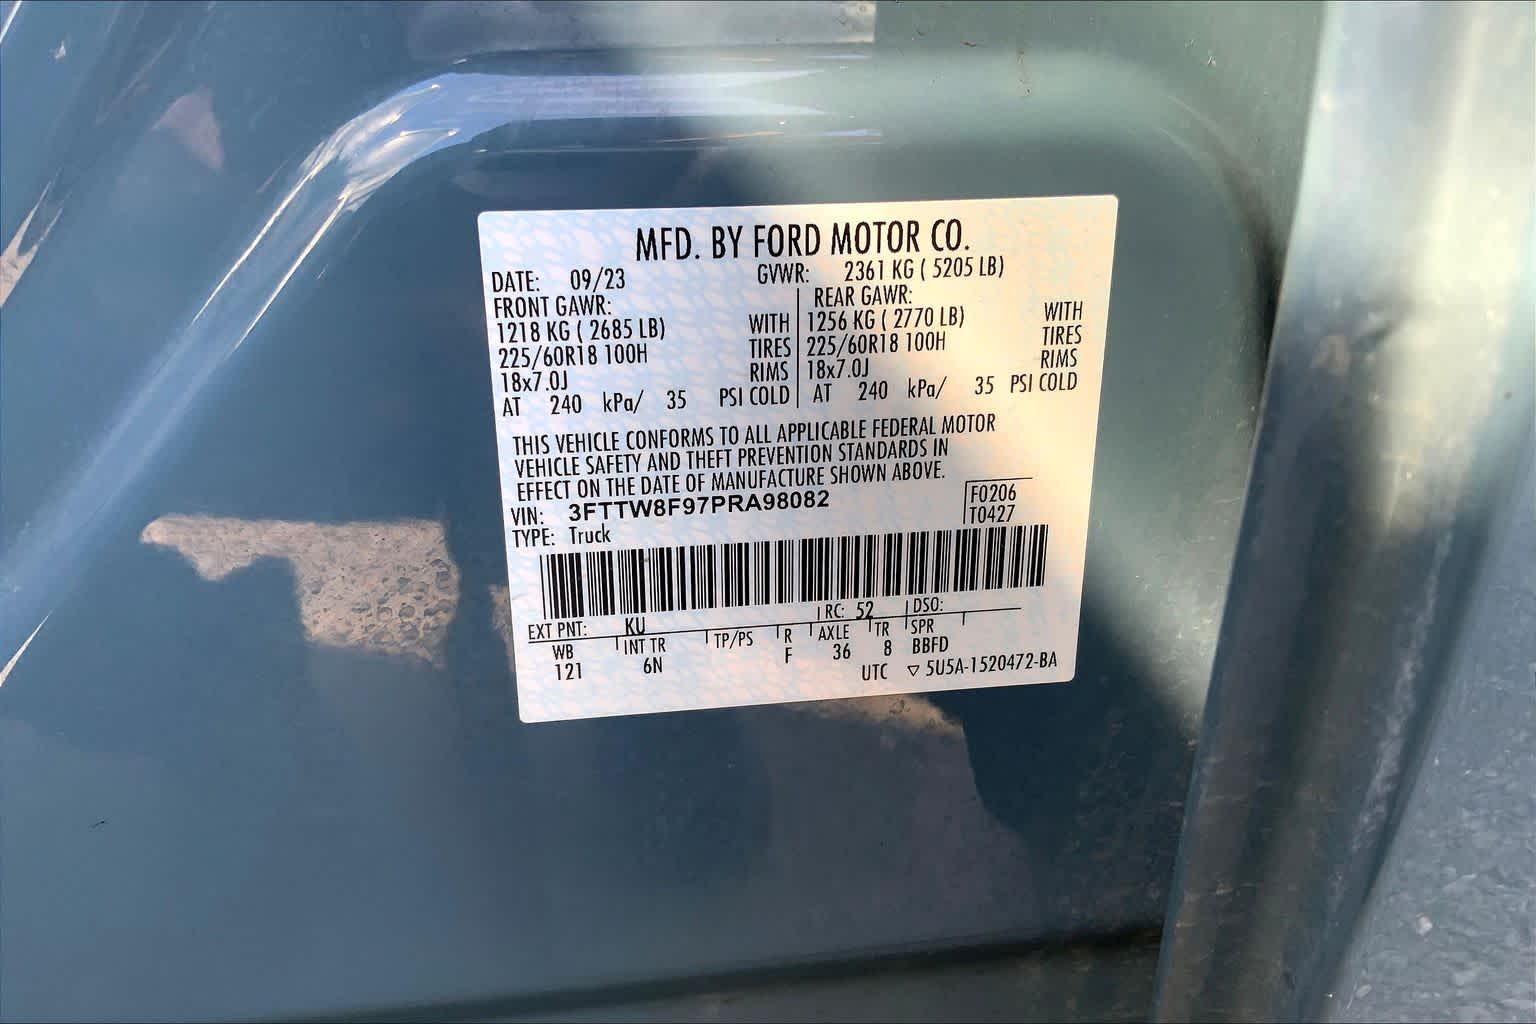 MFD. BY FORD MOTOR CO.
DATE: 09/23 GVWR: 2361 KG ( 5205 LB)
FRONT GAWR: REAR GAWR:
1218 KG ( 2685 LB) WITH 1256 KG ( 2770 LB) WITH
225/60R18 100H TIRES 225/60R18 100H TIRES
18x7.0J RIMS 18x7.0J RIMS
AT 240 kPa/ 35 PSI COLD AT 240 kPa/ 35 PSI COLD
THIS VEHICLE CONFORMS TO ALL APPLICABLE FEDERAL MOTOR
VEHICLE SAFETY AND THEFT PREVENTION STANDARDS IN
EFFECT ON THE DATE OF MANUFACTURE SHOWN ABOVE.
VIN: 3FTTW8F97PRA98082 F0206
TYPE: Truck T0427
EXT PNT: KU RC: 52 DSO:
WB INT TR TP/PS R AXLE TR SPR
121 6N F 36 8 BBFD
UTC ▽ 5U5A-1520472-BA